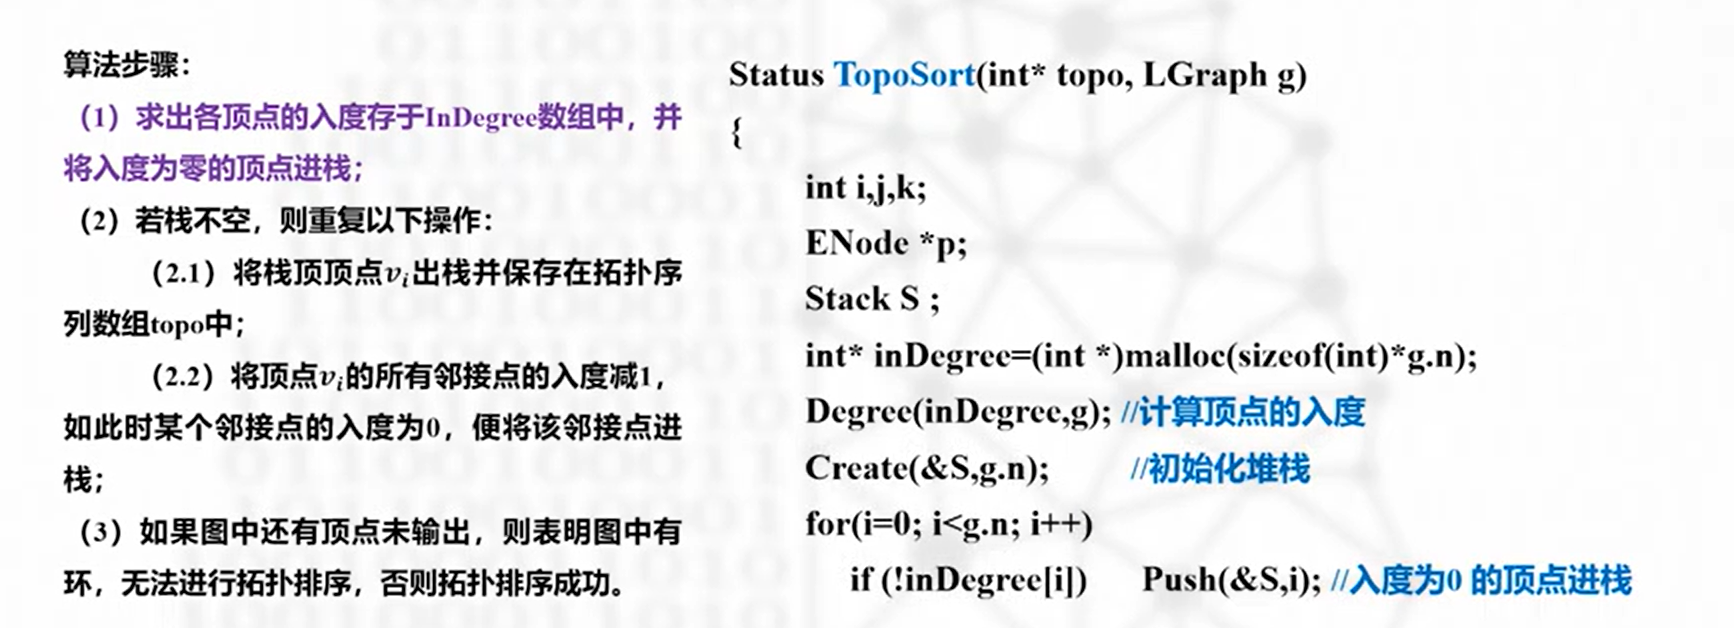 算法步骤：
（1）求出各顶点的入度存于InDegree数组中，并
将入度为零的顶点进栈；
（2）若栈不空，则重复以下操作：
（2.1）将栈顶顶点vi出栈并保存在拓扑序
列数组topo中；
（2.2）将顶点vi的所有邻接点的入度减1，
如此时某个邻接点的入度为0，便将该邻接点进
栈；
（3）如果图中还有顶点未输出，则表明图中有
环，无法进行拓扑排序，否则拓扑排序成功。
Status TopoSort(int* topo, LGraph g)
{
int i,j,k;
ENode *p;
Stack S ;
int* inDegree=(int *)malloc(sizeof(int)*g.n);
Degree(inDegree,g); //计算顶点的入度
Create(&S,g.n); //初始化堆栈
for(i=0; i<g.n; i++)
if (!inDegree[i]) Push(&S,i); //入度为0 的顶点进栈